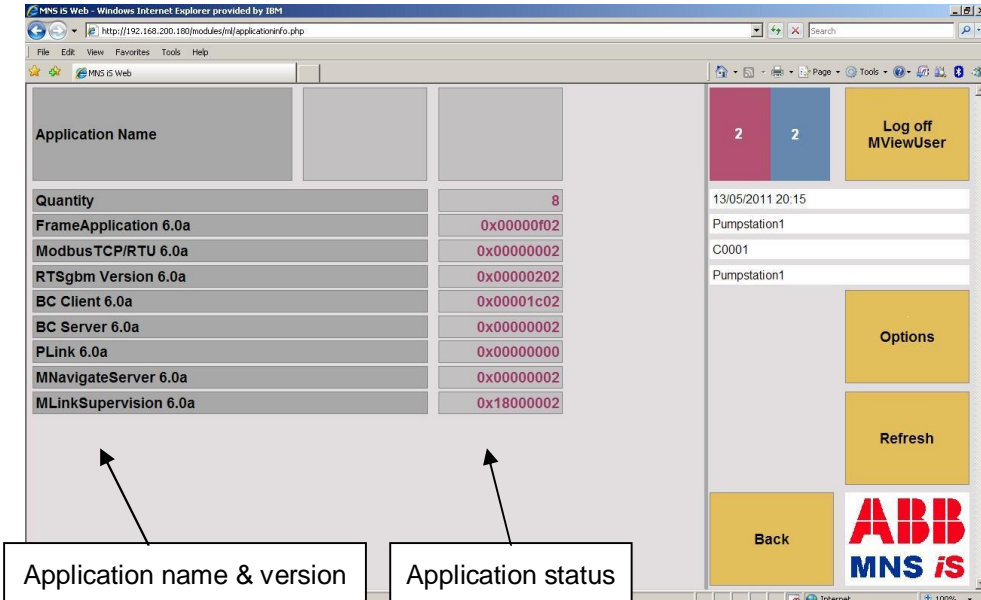 MNS iS Web - Windows Internet Explorer provided by IBM
http://192.168.200.180/modules/ml/applicationinfo.php
Search
File Edit View Favorites Tools Help
MNS iS Web
Page Tools
Application Name
2 2
Log off
MViewUser
Quantity 8
FrameApplication 6.0a 0x00000f02
ModbusTCP/RTU 6.0a 0x00000002
RTSgbm Version 6.0a 0x00000202
BC Client 6.0a 0x00001c02
BC Server 6.0a 0x00000002
PLink 6.0a 0x00000000
MNavigateServer 6.0a 0x00000002
MLinkSupervision 6.0a 0x18000002
13/05/2011 20:15
Pumpstation1
C0001
Pumpstation1
Options
Refresh
Back
ABB
MNS iS
Application name & version
Application status
Internet
100%